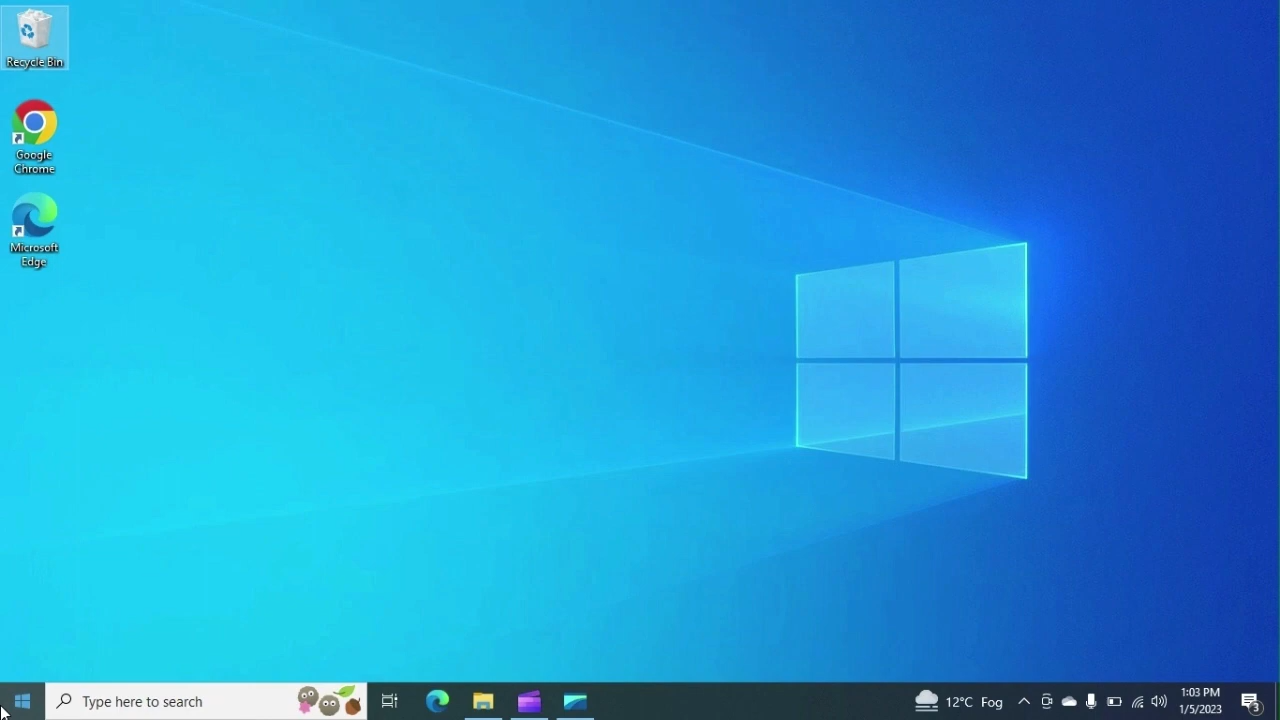 Recycle Bin
Google
Chrome
Microsoft
Edge
Type here to search
12°C Fog
1:03 PM
1/5/2023
3